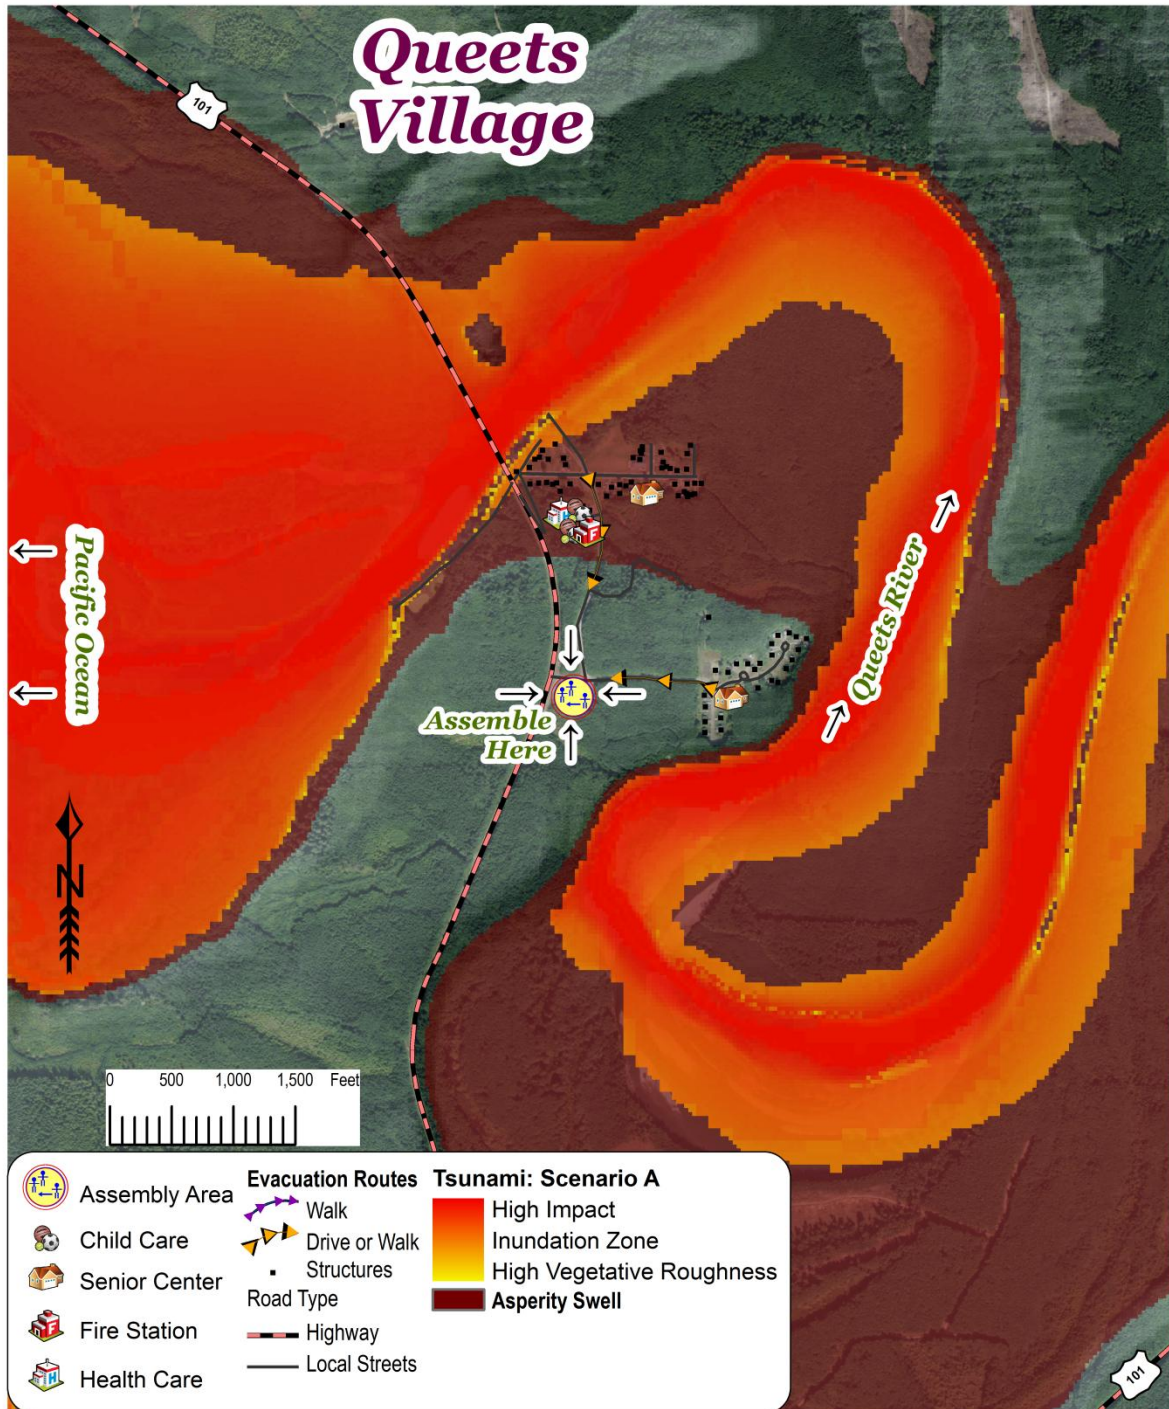 Queets
Village
101
Pacific Ocean
Queets River
Assemble
Here
N
H
F
0 500 1,000 1,500 Feet
Assembly Area
Child Care
Senior Center
Fire Station
Health Care
Evacuation Routes
Walk
Drive or Walk
Structures
Road Type
Highway
Local Streets
Tsunami: Scenario A
High Impact
Inundation Zone
High Vegetative Roughness
Asperity Swell
F
H
101